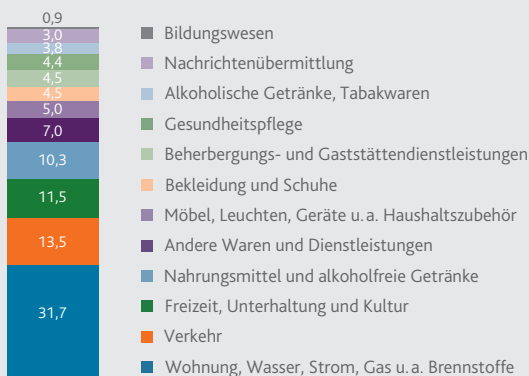 0,9
3,0
3,8
4,4
4,5
4,5
5,0
7,0
10,3
11,5
13,5
31,7
Bildungswesen
Nachrichtenübermittlung
Alkoholische Getränke, Tabakwaren
Gesundheitspflege
Beherbergungs- und Gaststättendienstleistungen
Bekleidung und Schuhe
Möbel, Leuchten, Geräte u. a. Haushaltszubehör
Andere Waren und Dienstleistungen
Nahrungsmittel und alkoholfreie Getränke
Freizeit, Unterhaltung und Kultur
Verkehr
Wohnung, Wasser, Strom, Gas u. a. Brennstoffe